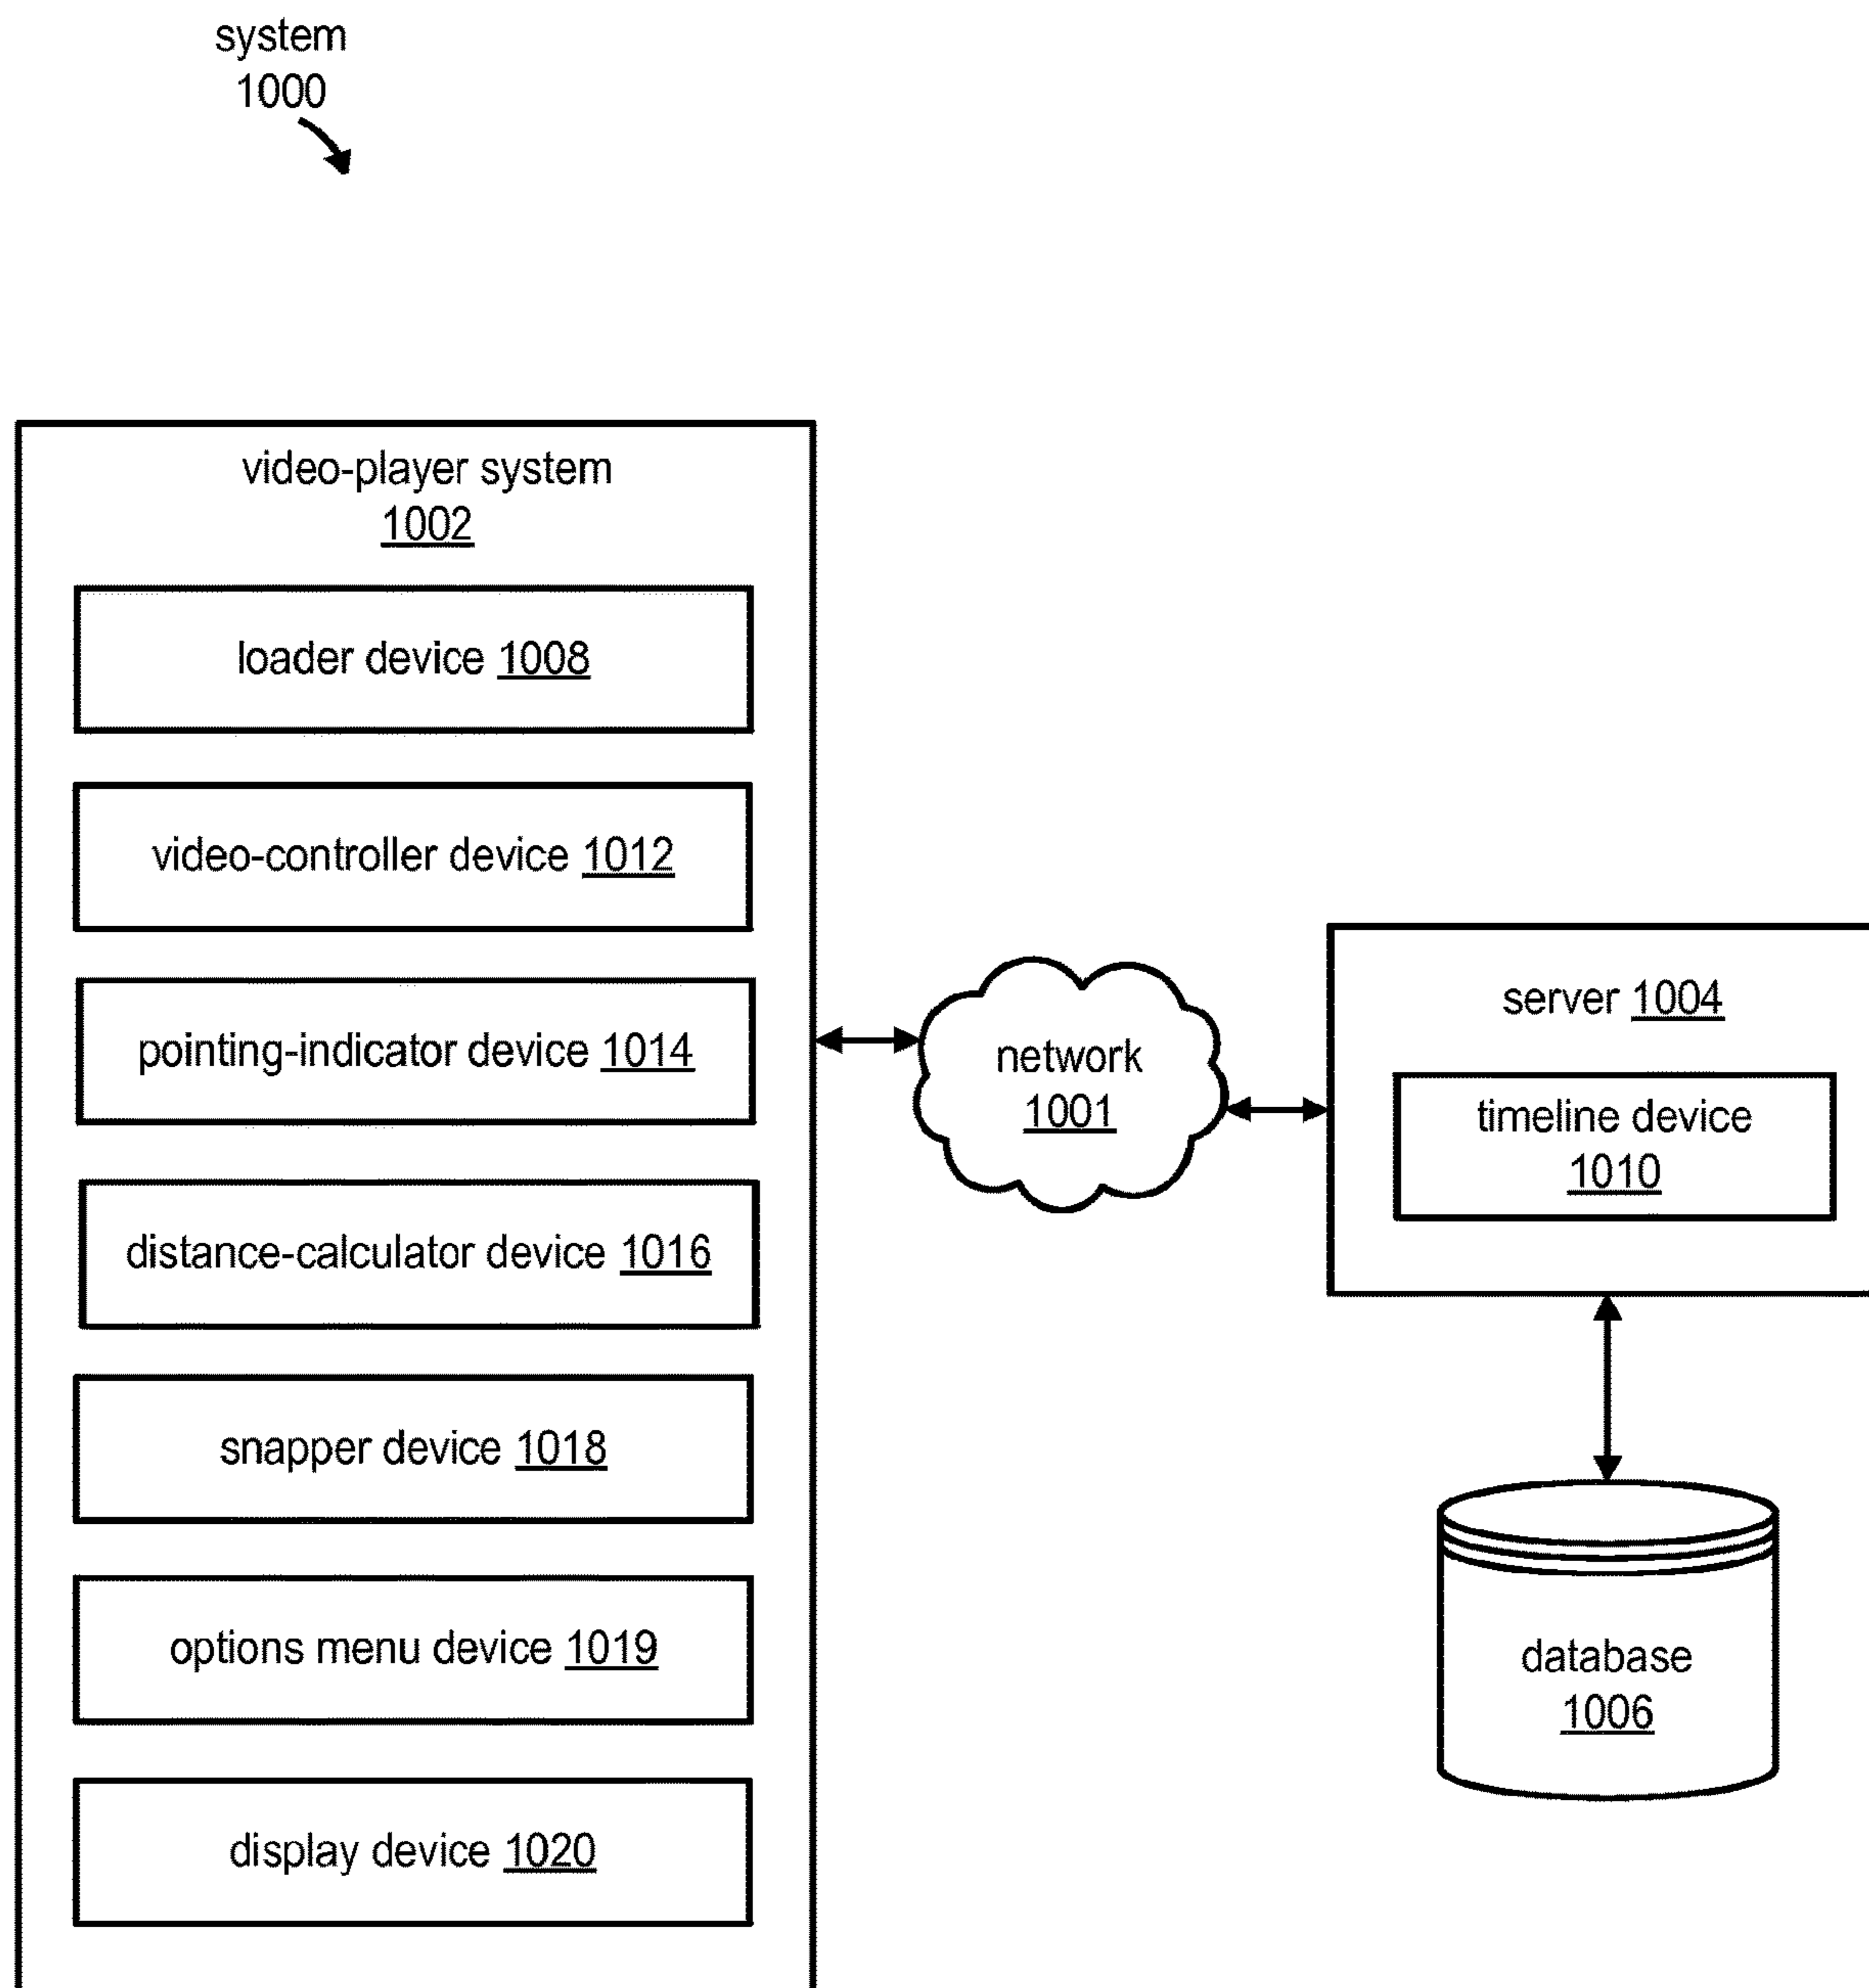 system
1000
video-player system
1002
loader device 1008
video-controller device 1012
pointing-indicator device 1014
distance-calculator device 1016
snapper device 1018
options menu device 1019
display device 1020
network
1001
server 1004
timeline device
1010
database
1006